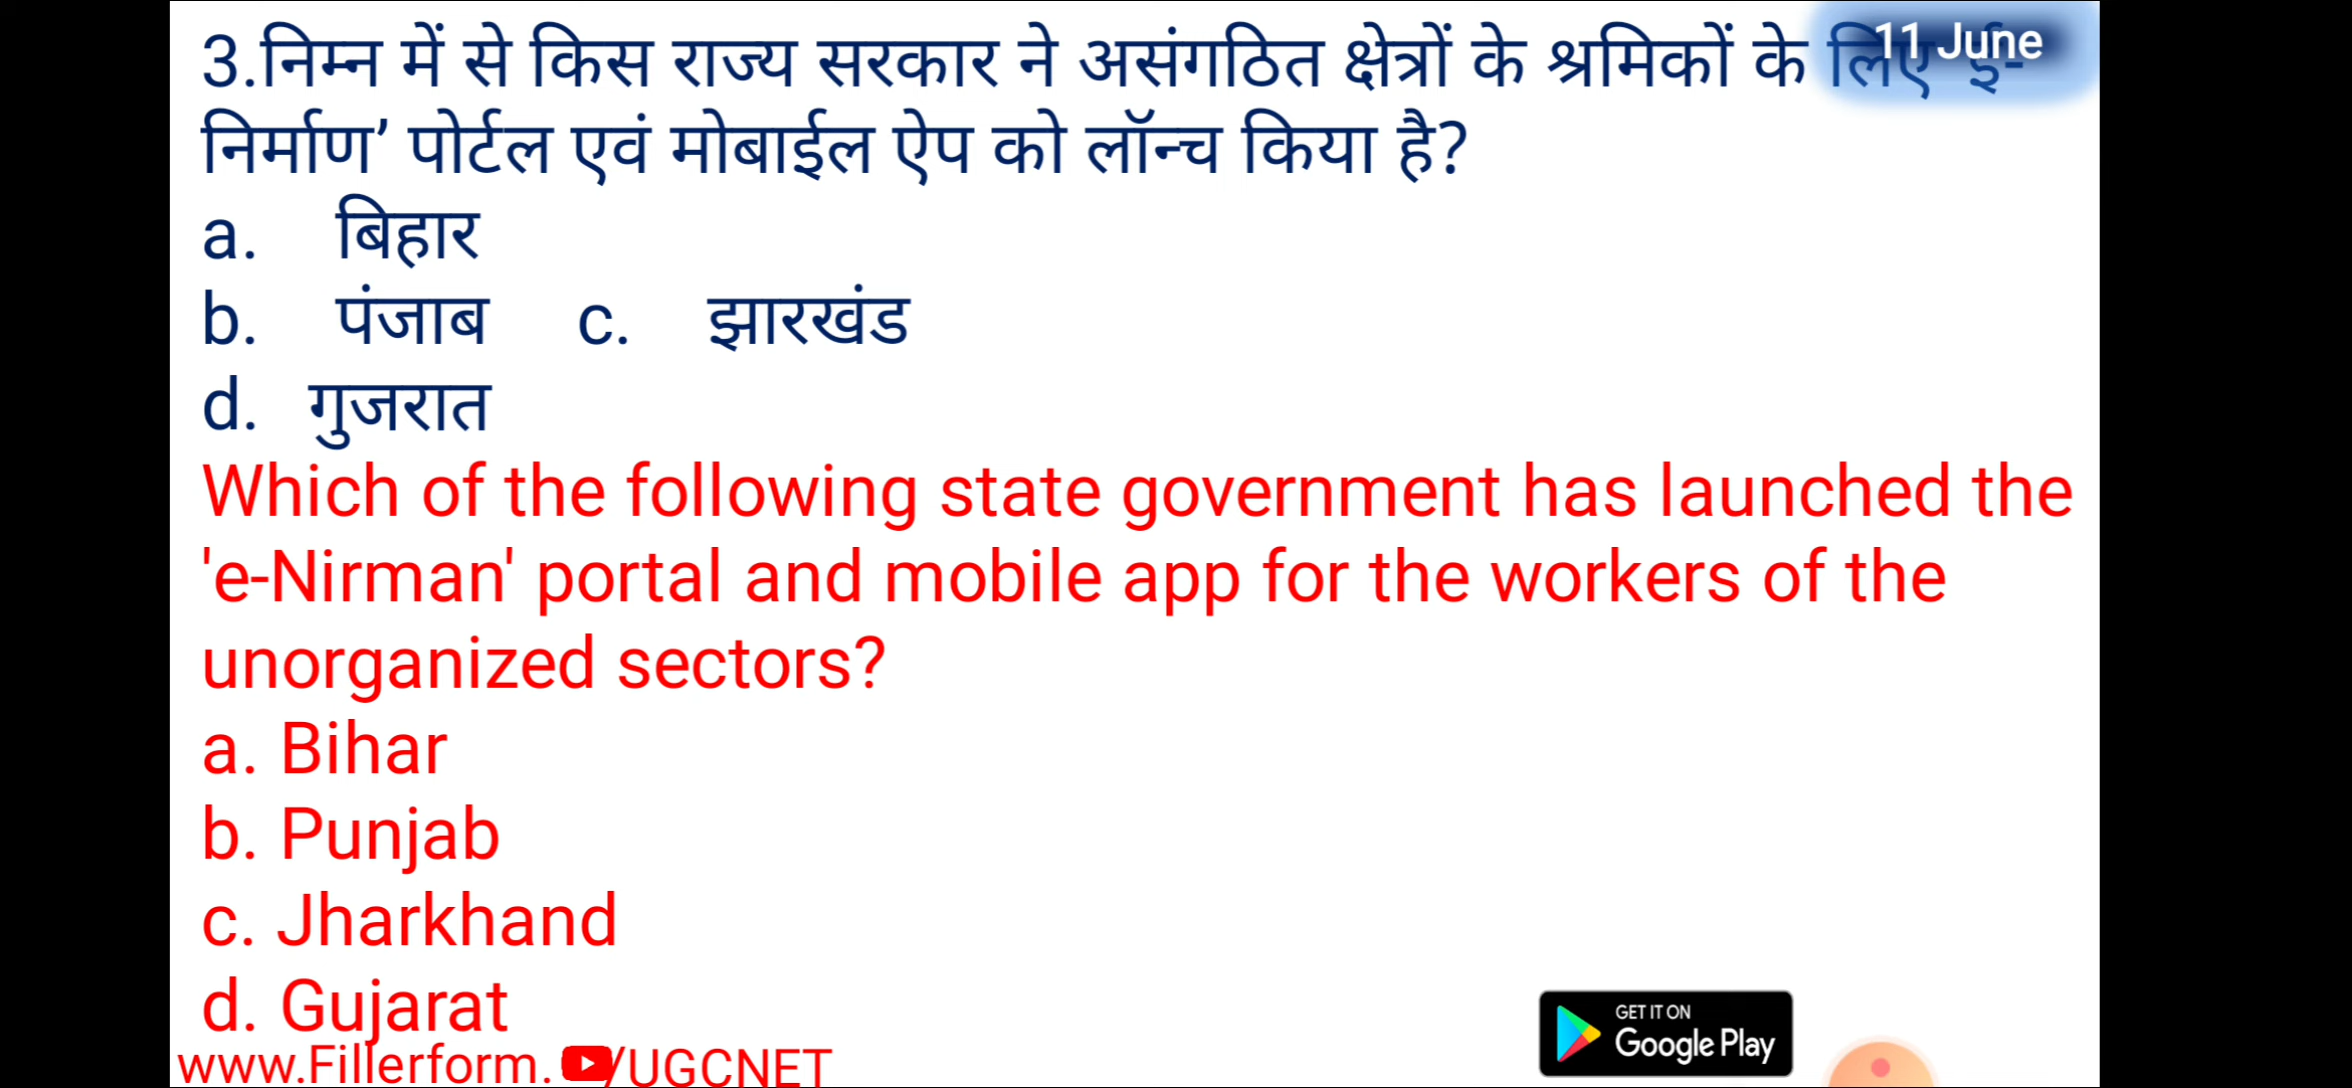 3.निम्न में से किस राज्य सरकार ने असंगठित क्षेत्रों के श्रमिकों के लिए ई-
11 June
निर्माण’ पोर्टल एवं मोबाईल ऐप को लॉन्च किया है?
a. बिहार
b. पंजाब c. झारखंड
d. गुजरात
Which of the following state government has launched the
'e-Nirman' portal and mobile app for the workers of the
unorganized sectors?
a. Bihar
b. Punjab
c. Jharkhand
d. Gujarat
GET IT ON
Google Play
www.Fillerform. /UGCNET